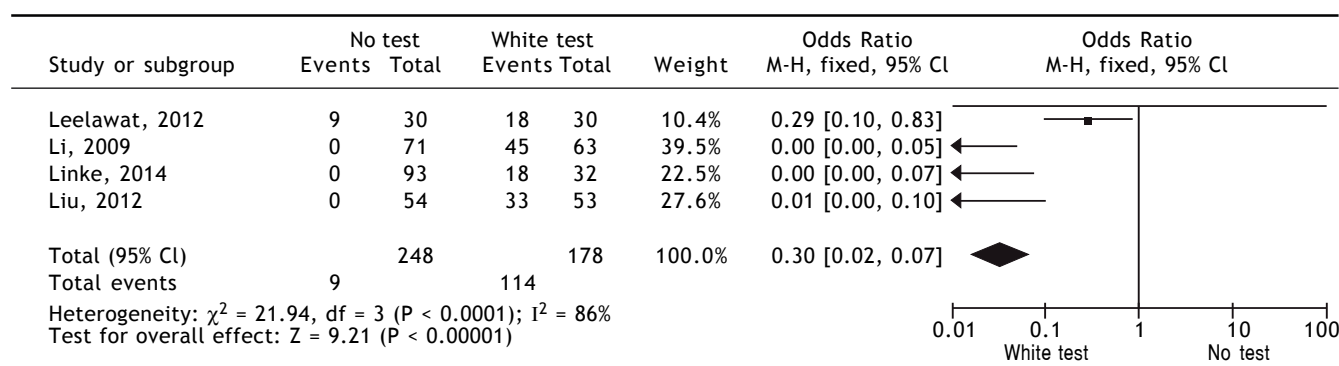 No test White test Odds Ratio Odds Ratio
Study or subgroup Events Total Events Total Weight M-H, fixed, 95% Cl M-H, fixed, 95% Cl
Leelawat, 2012 9 30 18 30 10.4% 0.29 [0.10, 0.83]
Li, 2009 0 71 45 63 39.5% 0.00 [0.00, 0.05]
Linke, 2014 0 93 18 32 22.5% 0.00 [0.00, 0.07]
Liu, 2012 0 54 33 53 27.6% 0.01 [0.00, 0.10]
Total (95% Cl) 248 178 100.0% 0.30 [0.02, 0.07]
Total events 9 114
Heterogeneity: χ² = 21.94, df = 3 (P < 0.0001); I² = 86%
Test for overall effect: Z = 9.21 (P < 0.00001)
0.01 0.1 1 10 100
White test No test